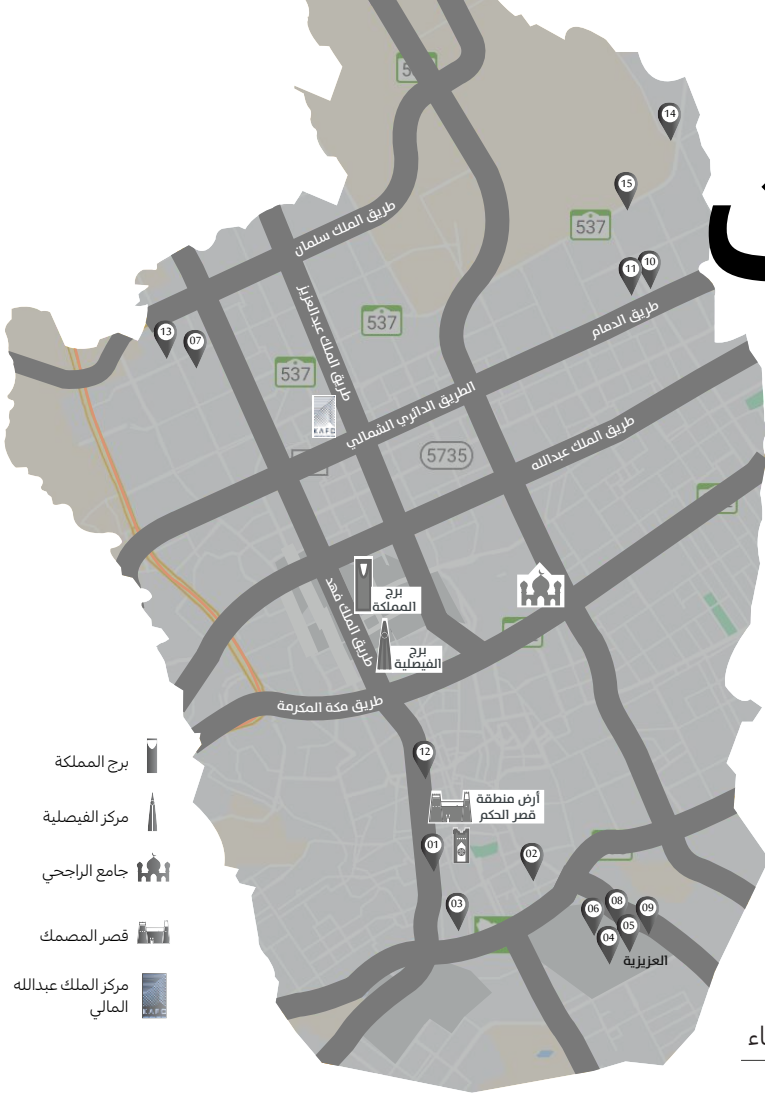 14
15
537
طريق الملك سلمان
10
11
537
طريق الملك عبدالعزيز
طريق الدمام
13
07
537
KAFD
الطريق الدائري الشمالي
طريق الملك عبدالله
5735
برج
المملكة
طريق الملك فهد
برج
الفيصلية
طريق مكة المكرمة
12
أرض منطقة
قصر الحكم
01
02
03
06
08
09
05
04
العزيزية
برج المملكة
مركز الفيصلية
جامع الراجحي
قصر المصمك
مركز الملك عبدالله
المالي
KAFD